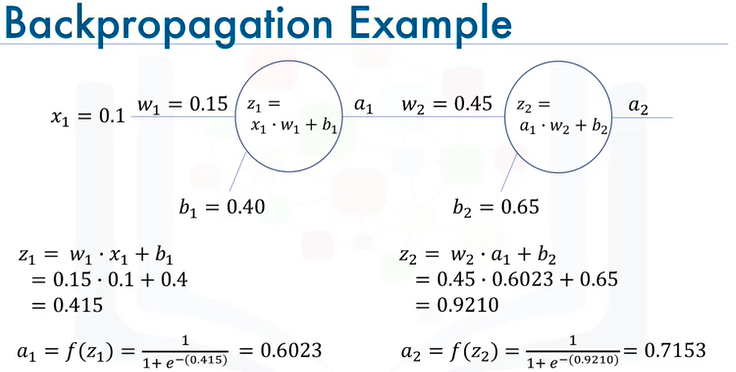 Backpropagation Example
x₁ = 0.1
w₁ = 0.15
z₁ =
x₁ · w₁ + b₁
a₁
w₂ = 0.45
z₂ =
a₁ · w₂ + b₂
a₂
b₁ = 0.40
b₂ = 0.65
z₁ = w₁ · x₁ + b₁
= 0.15 · 0.1 + 0.4
= 0.415
a₁ = f(z₁) = 1 / (1+ e^−(0.415)) = 0.6023
z₂ = w₂ · a₁ + b₂
= 0.45 · 0.6023 + 0.65
= 0.9210
a₂ = f(z₂) = 1 / (1+ e^−(0.9210)) = 0.7153